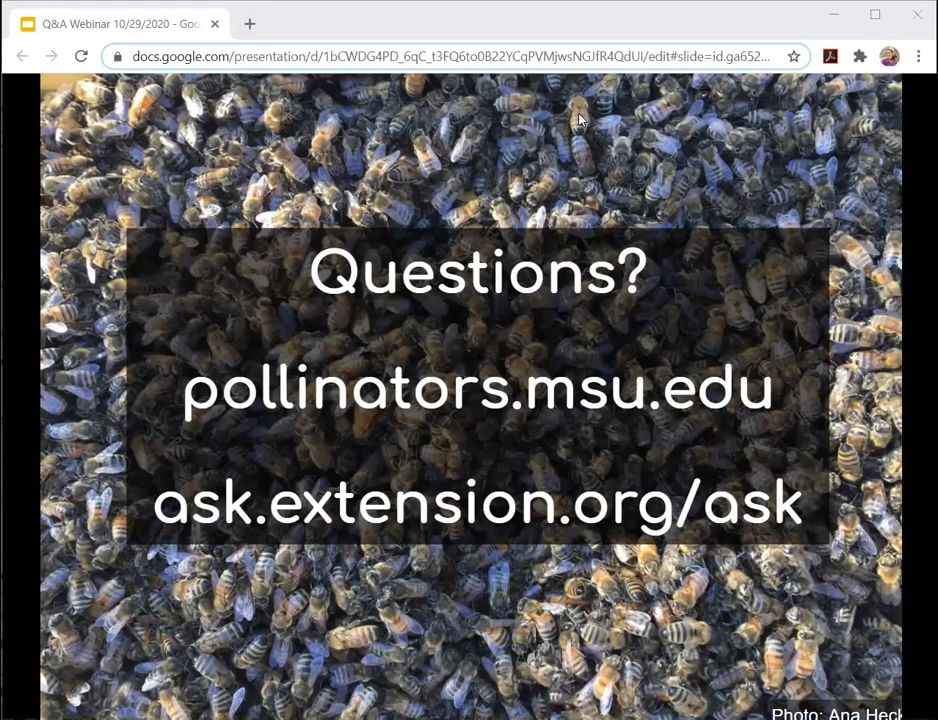 Q&A Webinar 10/29/2020 - Goo
docs.google.com/presentation/d/1bCWDG4PD_6qC_t3FQ6to0B22YCqPVMjwsNGJfR4QdUI/edit#slide=id.ga652...
Questions?
pollinators.msu.edu
ask.extension.org/ask
Photo: Ana Heck